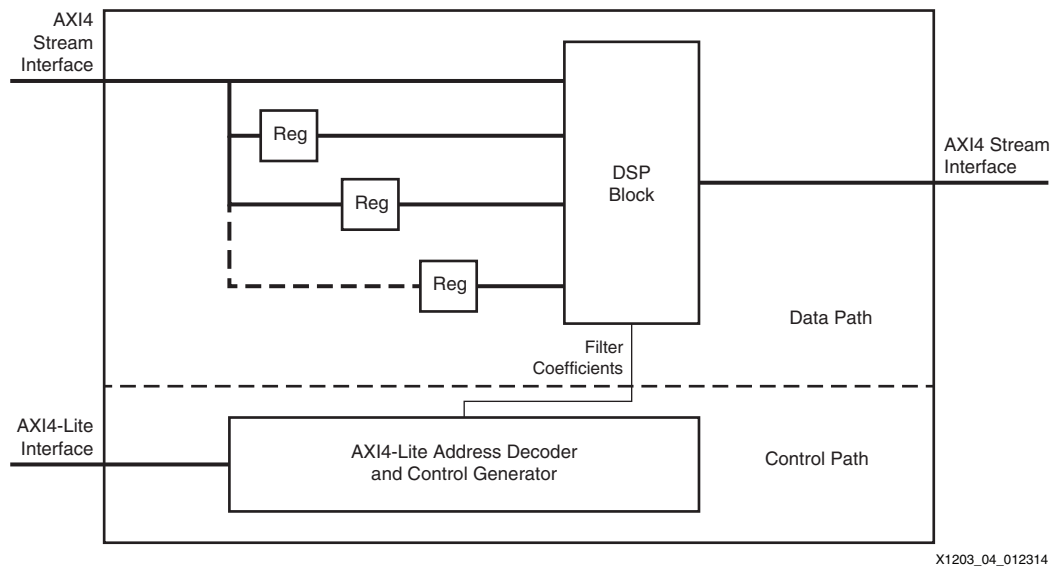 AXI4
Stream
Interface
Reg
Reg
Reg
DSP
Block
AXI4 Stream
Interface
Data Path
Filter
Coefficients
AXI4-Lite
Interface
AXI4-Lite Address Decoder
and Control Generator
Control Path
X1203_04_012314